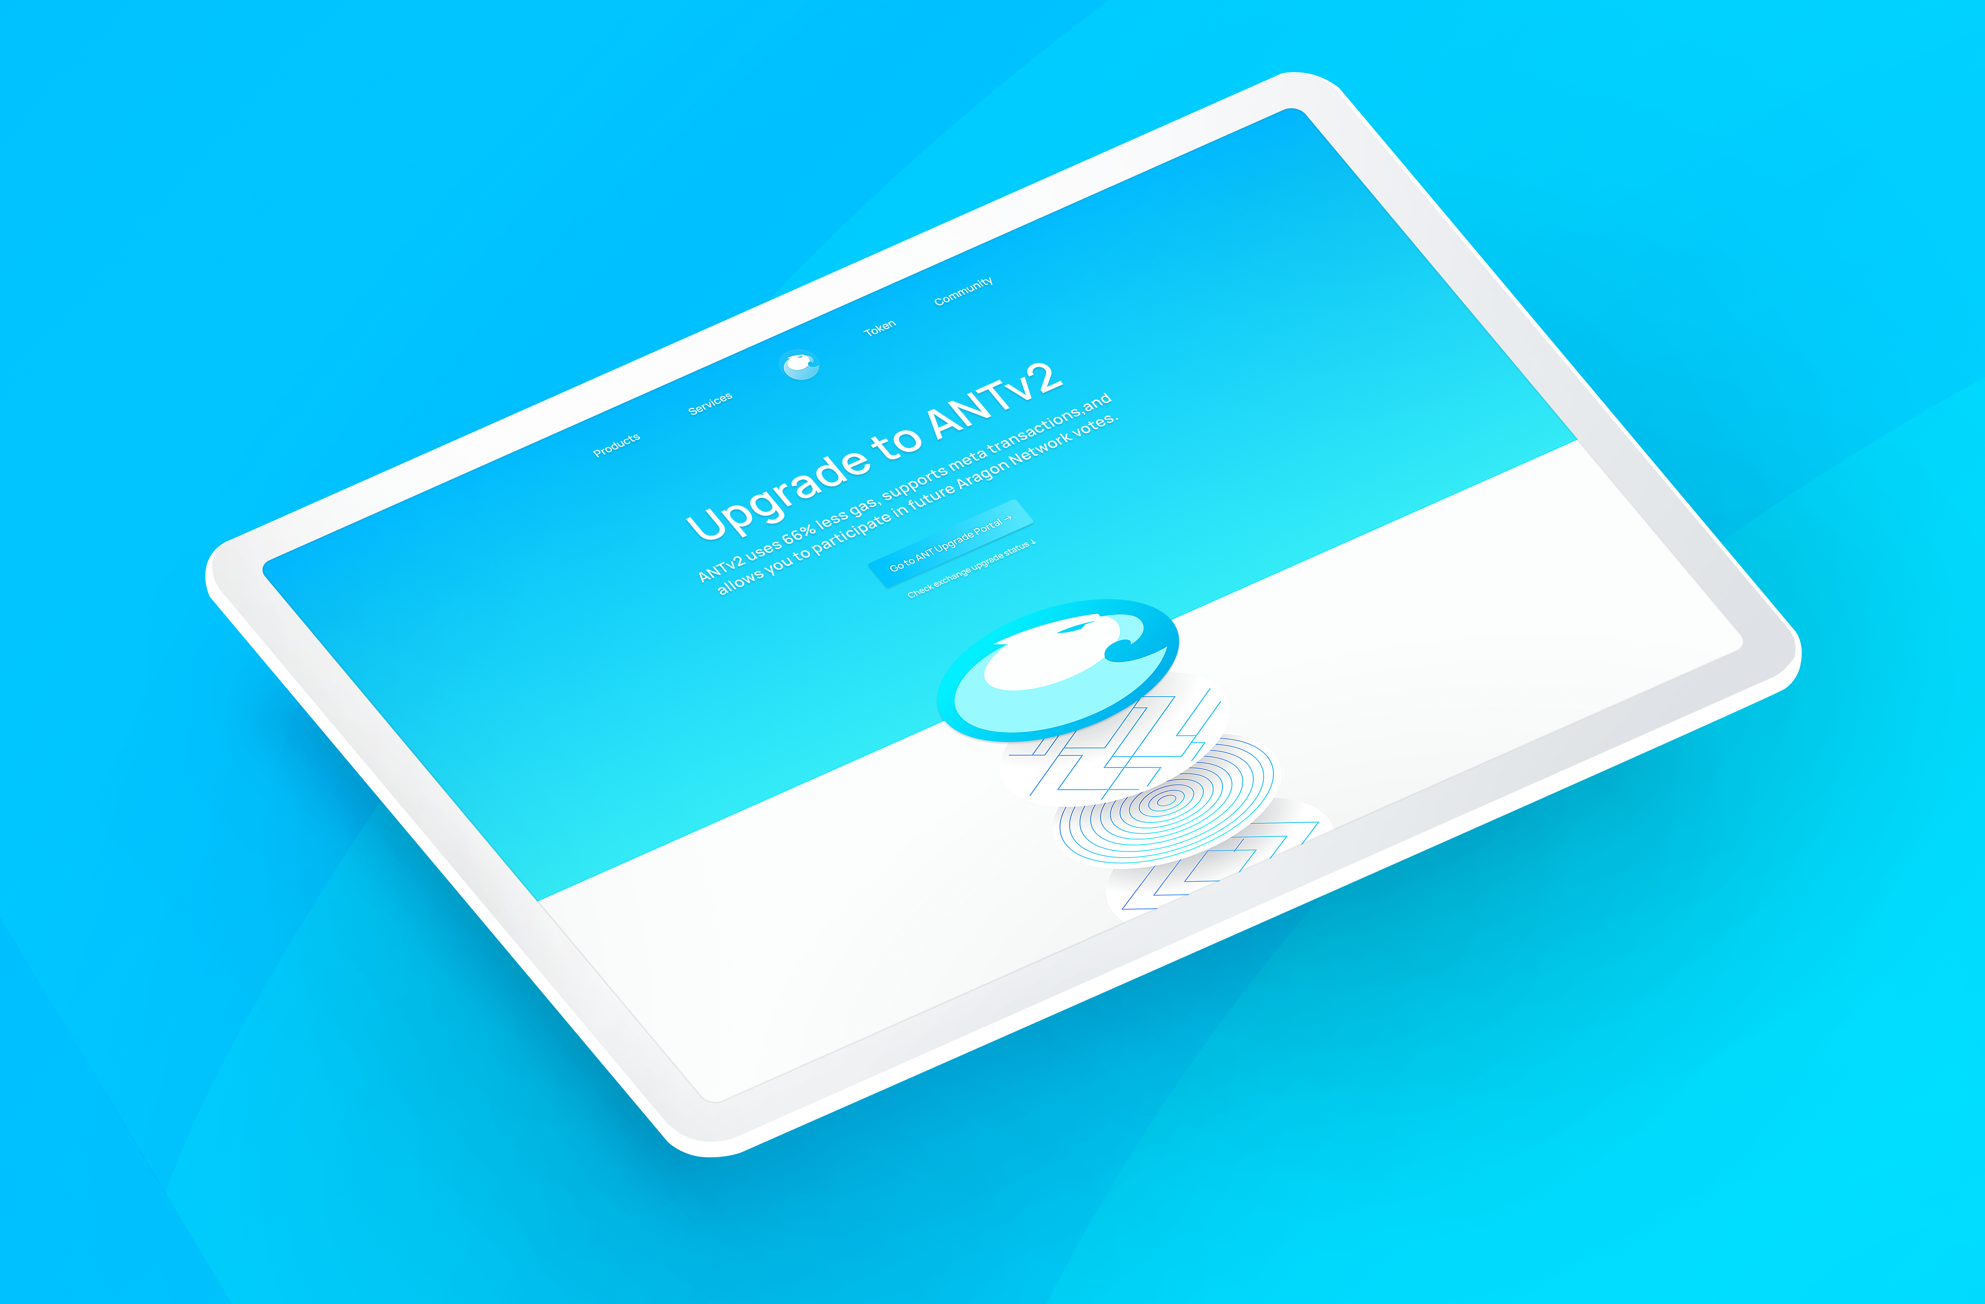 Products
Services
Token
Community
Upgrade to ANTv2
ANTv2 uses 66% less gas, supports meta transactions,and
allows you to participate in future Aragon Network votes.
Go to ANT Upgrade Portal →
Check exchange upgrade status ↓